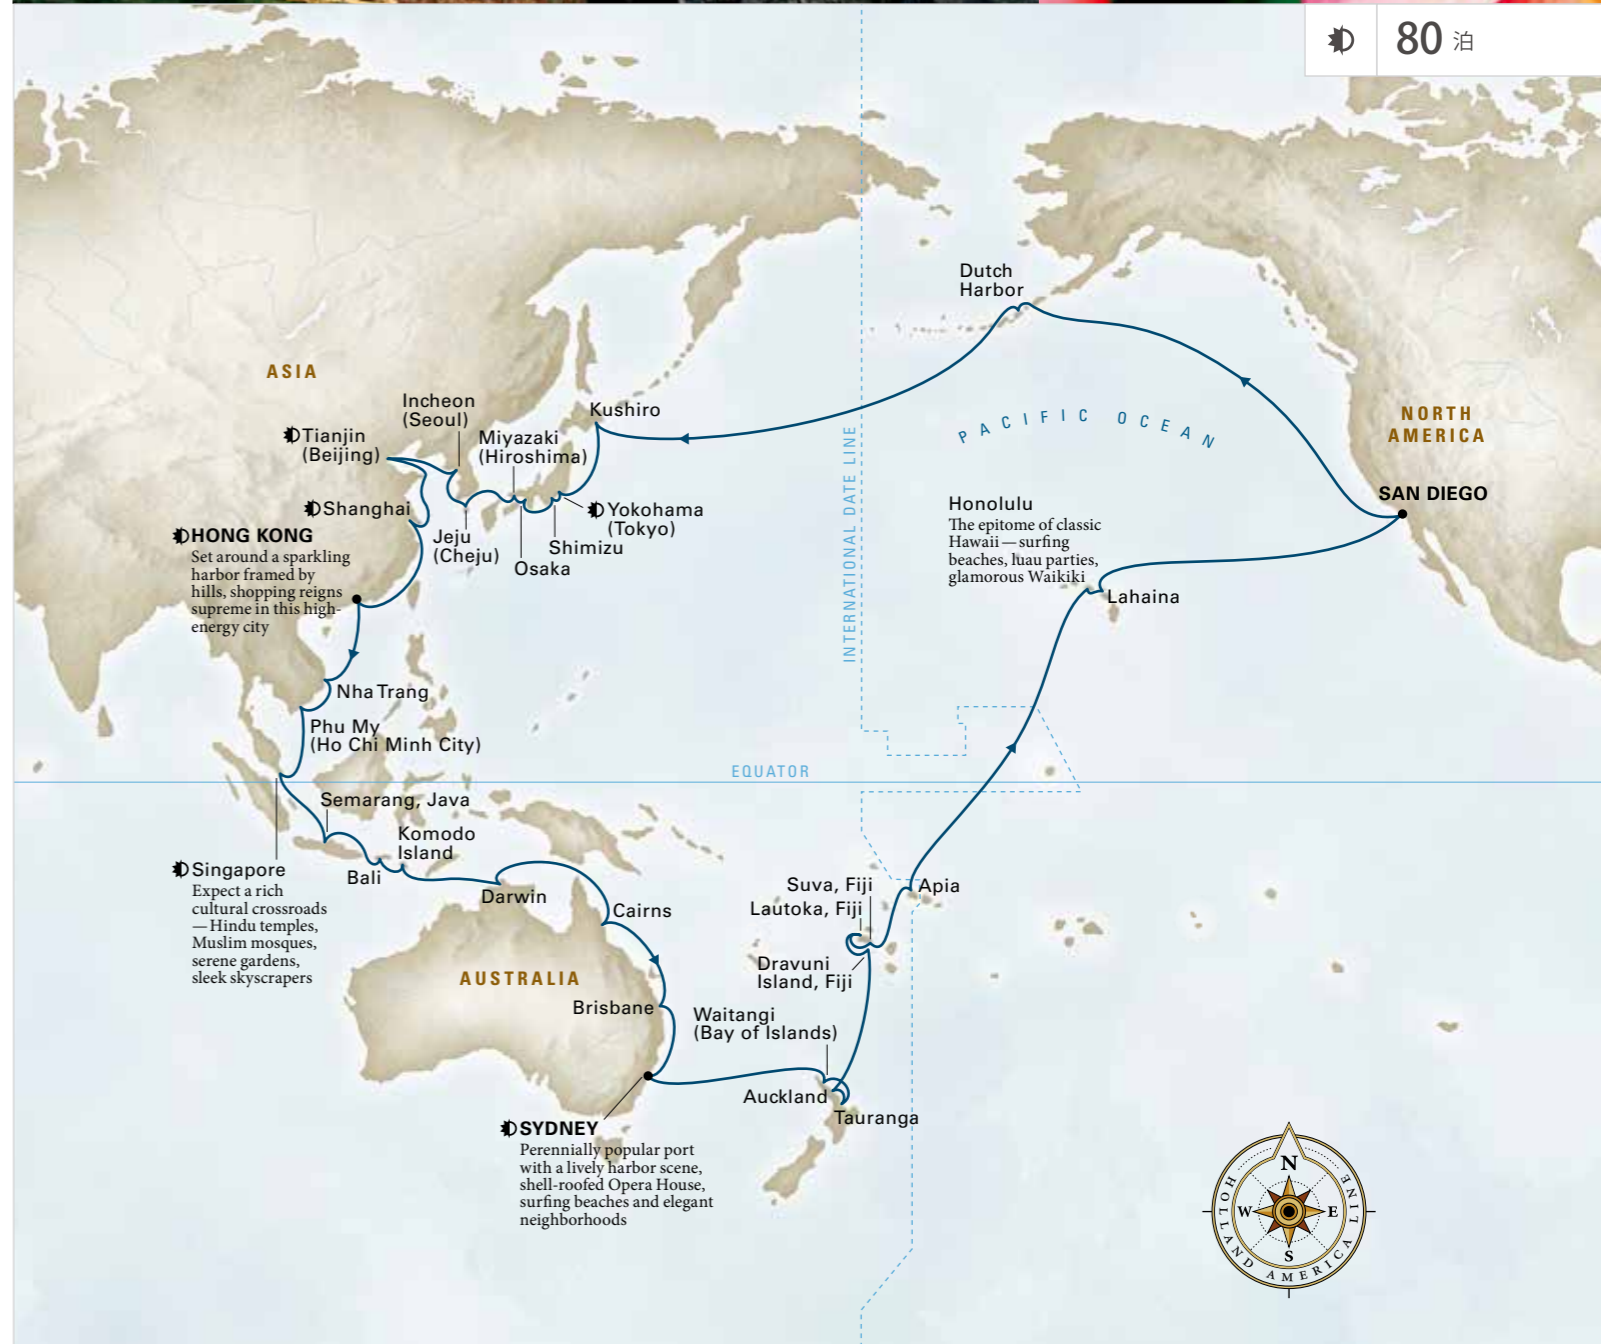 80 泊
Dutch
Harbor
ASIA
NORTH
AMERICA
PACIFIC OCEAN
INTERNATIONAL DATE LINE
Incheon
(Seoul)
Kushiro
Tianjin
(Beijing)
Miyazaki
(Hiroshima)
SAN DIEGO
Shanghai
Yokohama
(Tokyo)
HONG KONG
Set around a sparkling
harbor framed by
hills, shopping reigns
supreme in this high-
energy city
Jeju
(Cheju)
Shimizu
Osaka
Honolulu
The epitome of classic
Hawaii—surfing
beaches, luau parties,
glamorous Waikiki
Lahaina
Nha Trang
Phu My
(Ho Chi Minh City)
EQUATOR
Semarang, Java
Komodo
Island
Singapore
Expect a rich
cultural crossroads
—Hindu temples,
Muslim mosques,
serene gardens,
sleek skyscrapers
Bali
Darwin
Cairns
Suva, Fiji
Lautoka, Fiji
Apia
Dravuni
Island, Fiji
AUSTRALIA
Brisbane
Waitangi
(Bay of Islands)
Auckland
Tauranga
SYDNEY
Perennially popular port
with a lively harbor scene,
shell-roofed Opera House,
surfing beaches and elegant
neighborhoods
N
W
E
S
HOLLAND AMERICA LINE